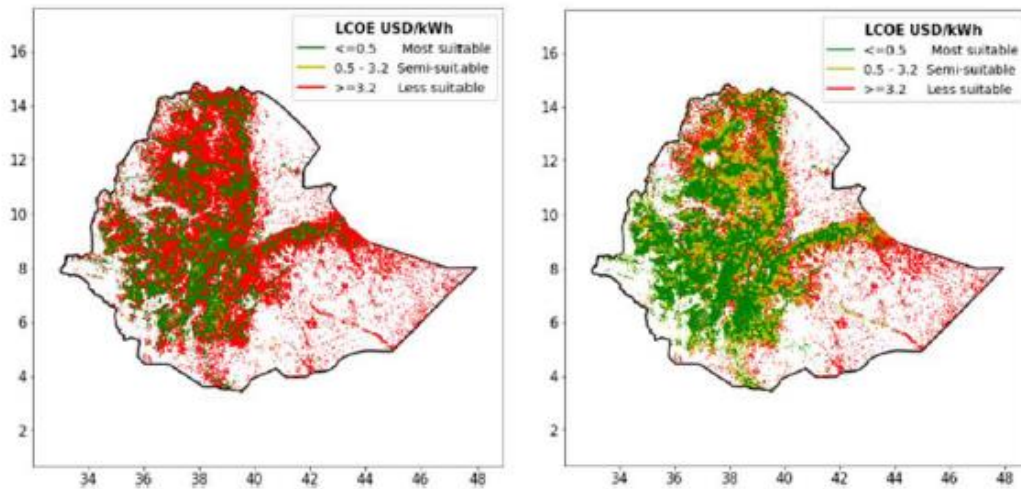 LCOE USD/kWh
<=0.5 Most suitable
0.5 - 3.2 Semi-suitable
>=3.2 Less suitable
16
14
12
10
8
6
4
2
34 36 38 40 42 44 46 48
LCOE USD/kWh
<=0.5 Most suitable
0.5 - 3.2 Semi-suitable
>=3.2 Less suitable
16
14
12
10
8
6
4
2
34 36 38 40 42 44 46 48